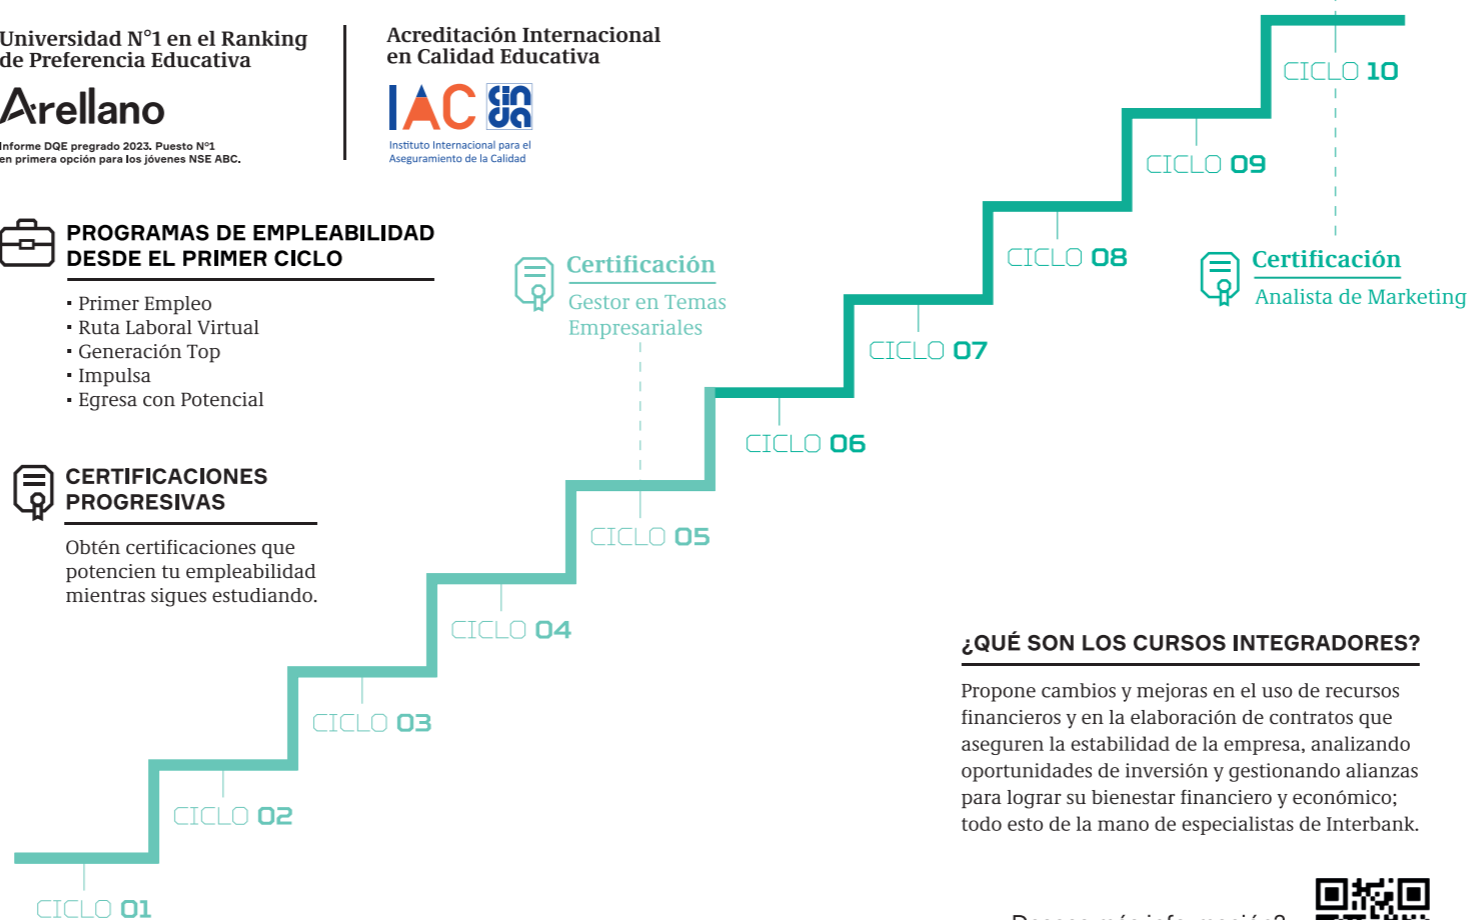 Universidad N°1 en el Ranking
de Preferencia Educativa
Arellano
Informe DQE pregrado 2023. Puesto N°1
en primera opción para los jóvenes NSE ABC.
Acreditación Internacional
en Calidad Educativa
IAC cinda
Instituto Internacional para el
Aseguramiento de la Calidad
PROGRAMAS DE EMPLEABILIDAD
DESDE EL PRIMER CICLO
▪ Primer Empleo
▪ Ruta Laboral Virtual
▪ Generación Top
▪ Impulsa
▪ Egresa con Potencial
CERTIFICACIONES
PROGRESIVAS
Obtén certificaciones que
potencien tu empleabilidad
mientras sigues estudiando.
Certificación
Gestor en Temas
Empresariales
CICLO 10
CICLO 09
CICLO 08
Certificación
Analista de Marketing
CICLO 07
CICLO 06
CICLO 05
CICLO 04
CICLO 03
CICLO 02
CICLO 01
¿QUÉ SON LOS CURSOS INTEGRADORES?
Propone cambios y mejoras en el uso de recursos
financieros y en la elaboración de contratos que
aseguren la estabilidad de la empresa, analizando
oportunidades de inversión y gestionando alianzas
para lograr su bienestar financiero y económico;
todo esto de la mano de especialistas de Interbank.
más información?